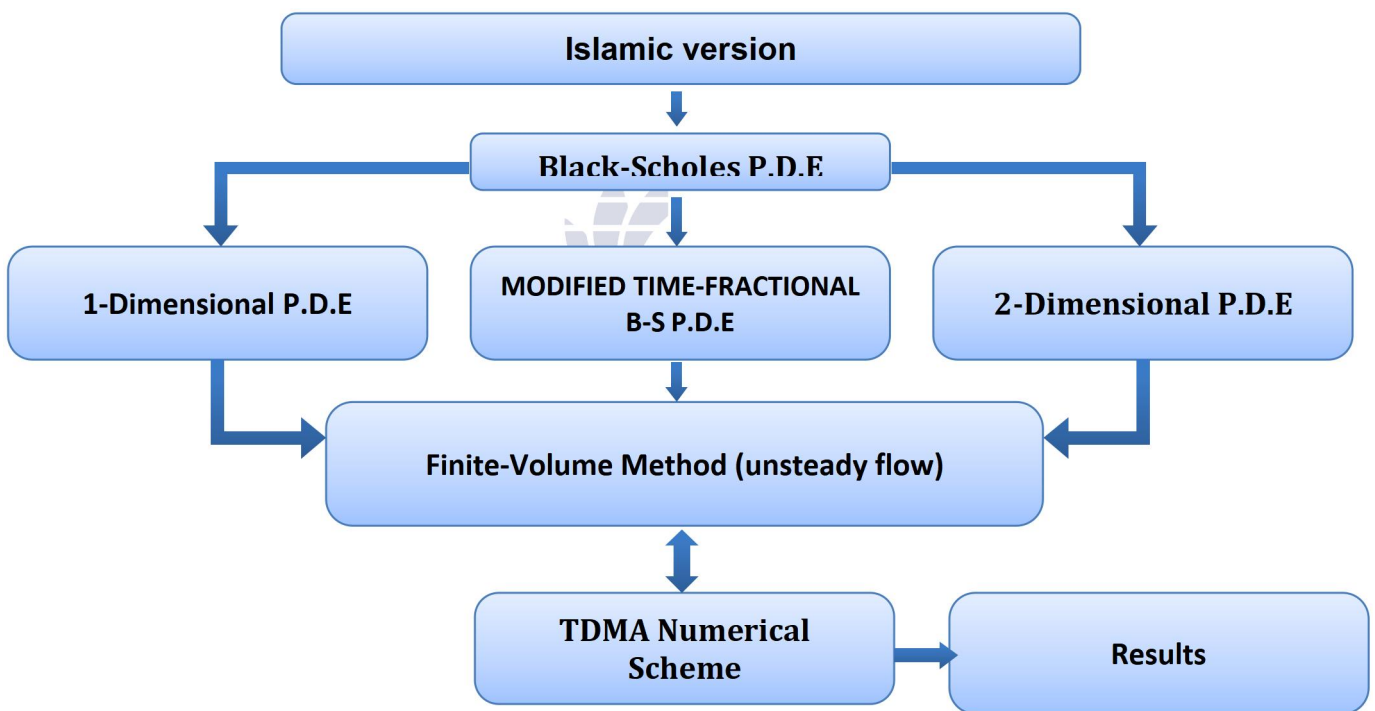 Islamic version
Black-Scholes P.D.E
1-Dimensional P.D.E
MODIFIED TIME-FRACTIONAL
B-S P.D.E
2-Dimensional P.D.E
Finite-Volume Method (unsteady flow)
TDMA Numerical
Scheme
Results